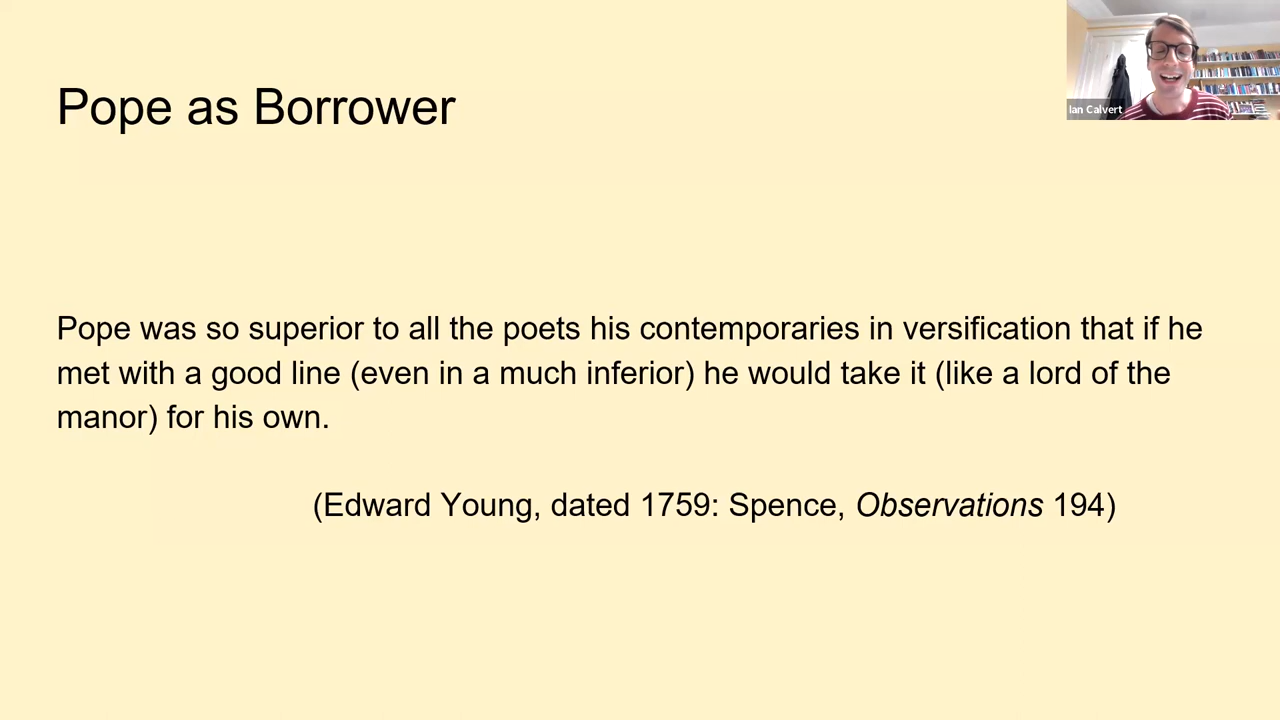 Pope as Borrower
Ian Calvert
Pope was so superior to all the poets his contemporaries in versification that if he
met with a good line (even in a much inferior) he would take it (like a lord of the
manor) for his own.
(Edward Young, dated 1759: Spence, Observations 194)